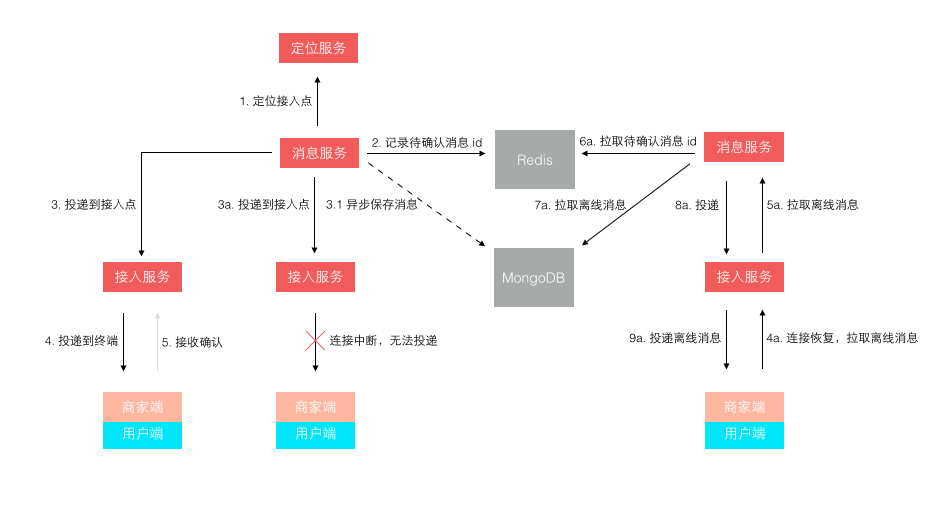 定位服务
1. 定位接入点
消息服务
2. 记录待确认消息 id
Redis
6a. 拉取待确认消息 id
消息服务
3. 投递到接入点
3a. 投递到接入点
3.1 异步保存消息
7a. 拉取离线消息
8a. 投递
5a. 拉取离线消息
接入服务
接入服务
MongoDB
接入服务
4. 投递到终端
5. 接收确认
连接中断，无法投递
9a. 投递离线消息
4a. 连接恢复，拉取离线消息
商家端
用户端
商家端
用户端
商家端
用户端